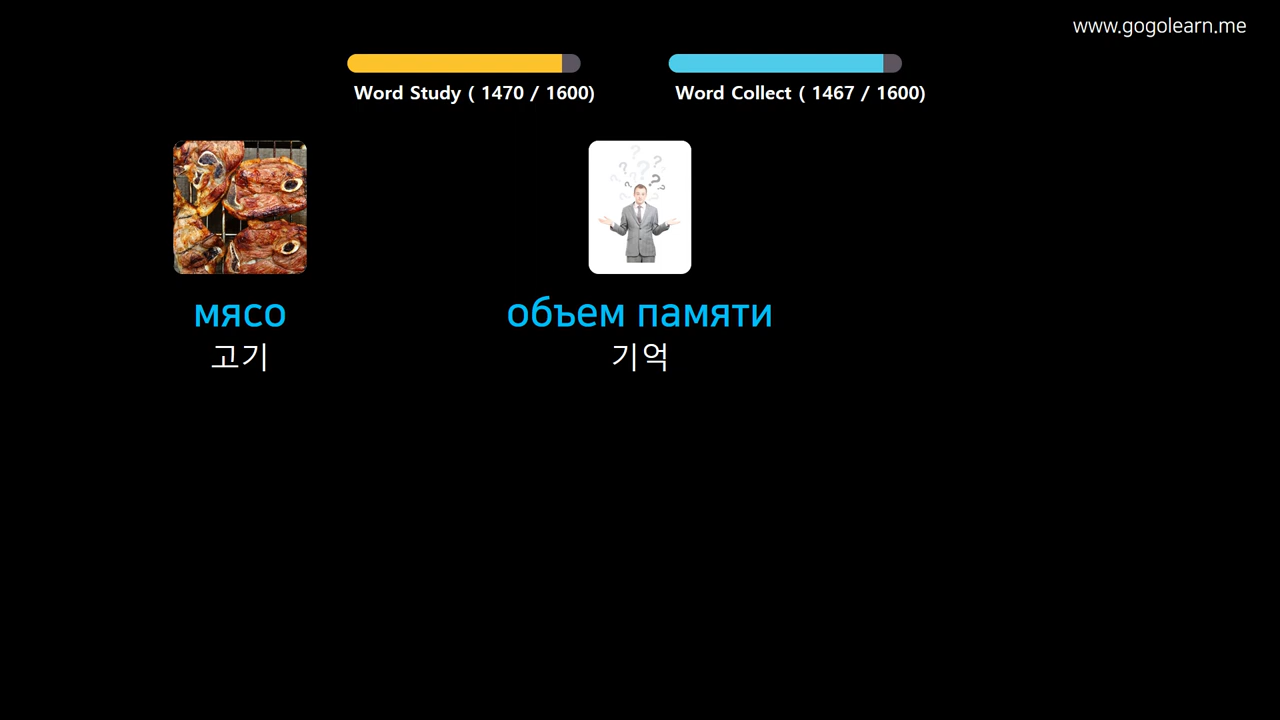 www.gogolearn.me
Word Study ( 1470 / 1600)
Word Collect ( 1467 / 1600)
мясо
고기
объем памяти
기억